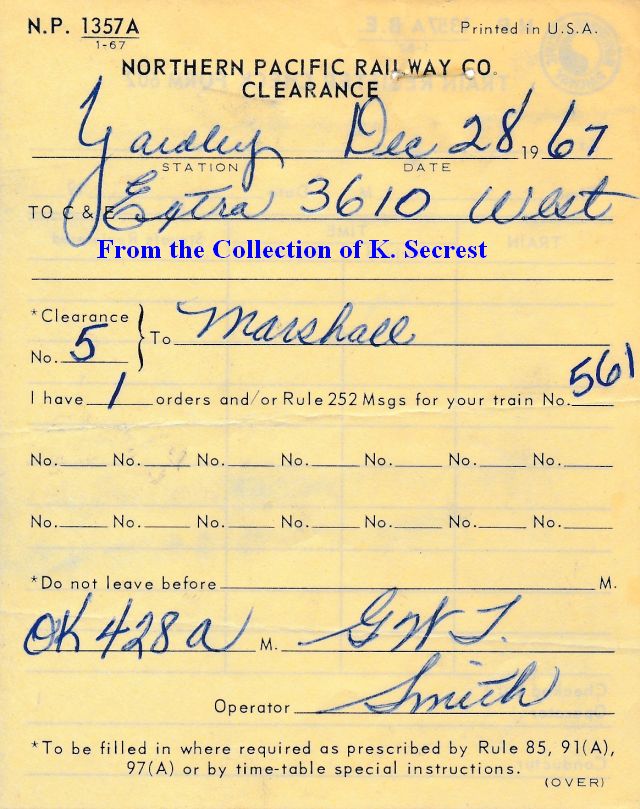 N.P. 1357A Printed in U.S.A.
1-67
NORTHERN PACIFIC RAILWAY CO.
CLEARANCE
Yardley Dec 28 1967
STATION DATE
TO C & E Extra 3610 West
From the Collection of K. Secrest
*Clearance
No. 5 } To Marshall
I have 1 orders and/or Rule 252 Msgs for your train No. 561
No. No. No. No. No. No. No.
No. No. No. No. No. No. No.
*Do not leave before M.
OK 428 a M. GWT.
Operator Smith
*To be filled in where required as prescribed by Rule 85, 91(A),
97(A) or by time-table special instructions.
(OVER)